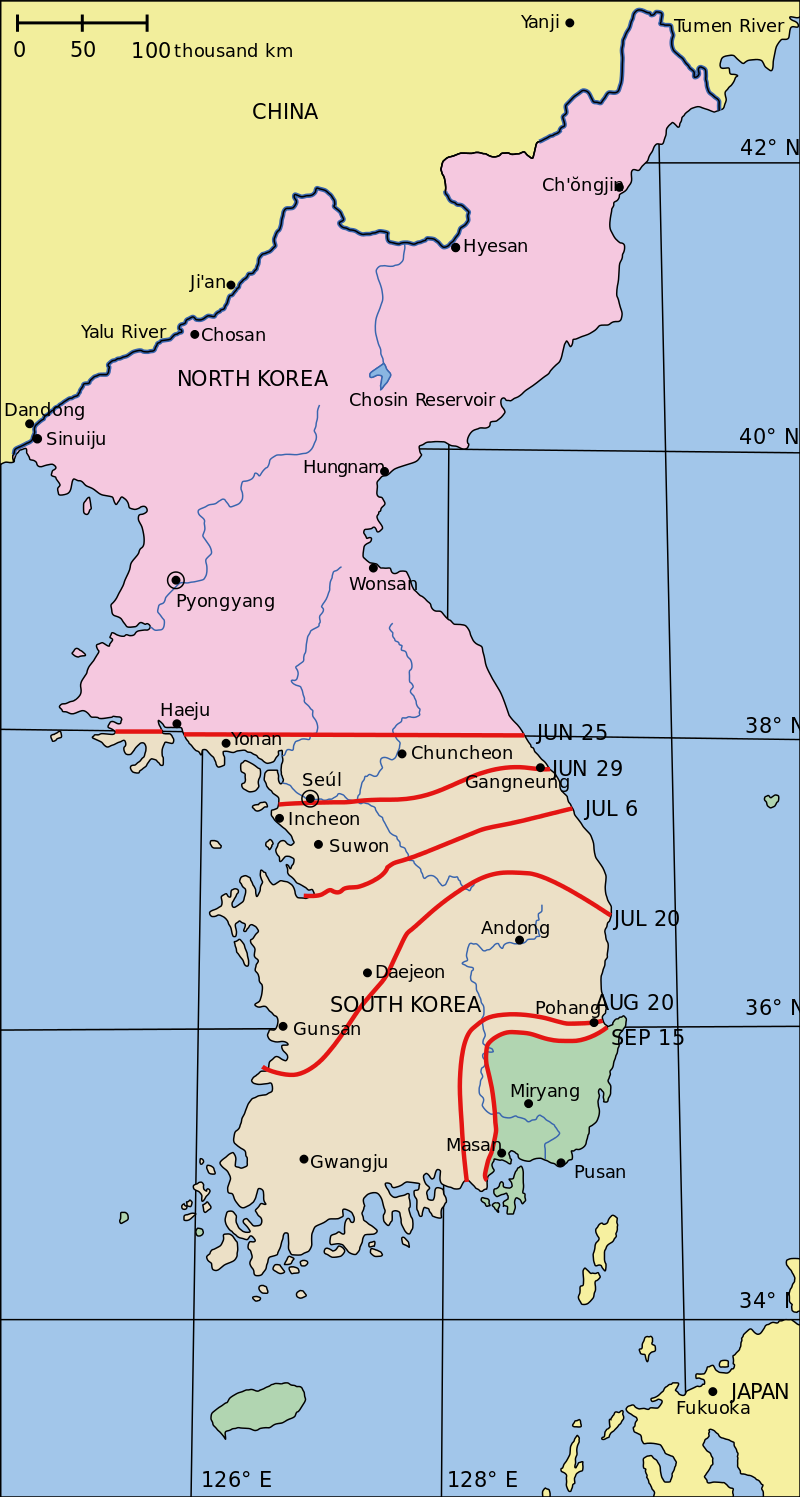 Yanji
Tumen River
0 50 100 thousand km
CHINA
42° N
Ch'ŏngjin
Hyesan
Ji'an
Yalu River
Chosan
NORTH KOREA
Chosin Reservoir
Dandong
Sinuiju
40° N
Hungnam
Wonsan
Pyongyang
Haeju
38° N
JUN 25
Yonan
Chuncheon
JUN 29
Seúl
Gangneung
JUL 6
Incheon
Suwon
JUL 20
Andong
Daejeon
SOUTH KOREA
AUG 20
Pohang
36° N
Gunsan
SEP 15
Miryang
Masan
Gwangju
Pusan
34° N
JAPAN
Fukuoka
126° E
128° E